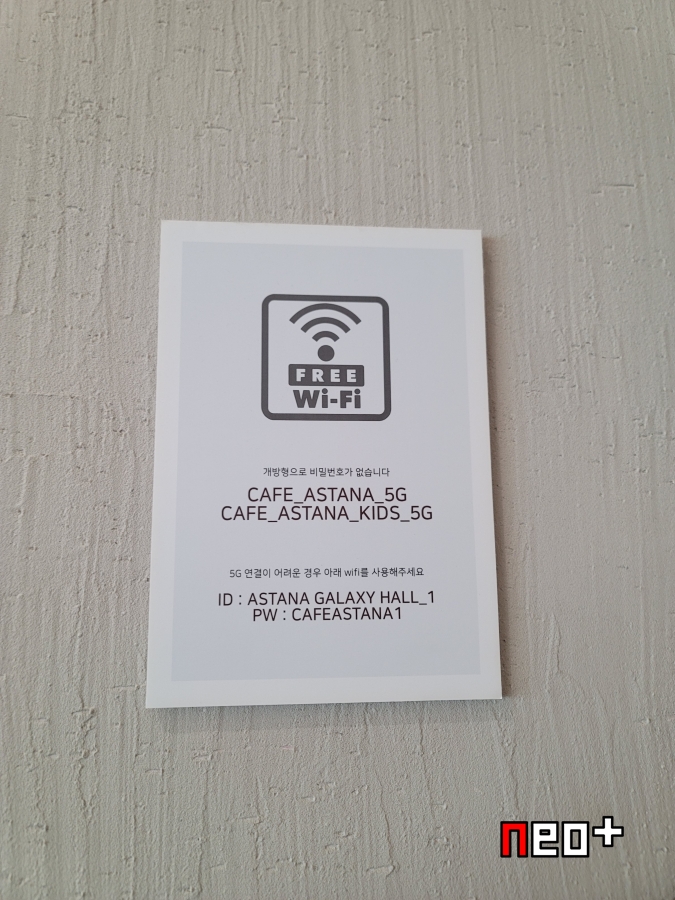 FREE
Wi-Fi
개방형으로 비밀번호가 없습니다
CAFE_ASTANA_5G
CAFE_ASTANA_KIDS_5G
5G 연결이 어려운 경우 아래 wifi를 사용해주세요
ID : ASTANA GALAXY HALL_1
PW : CAFEASTANA1
neo+